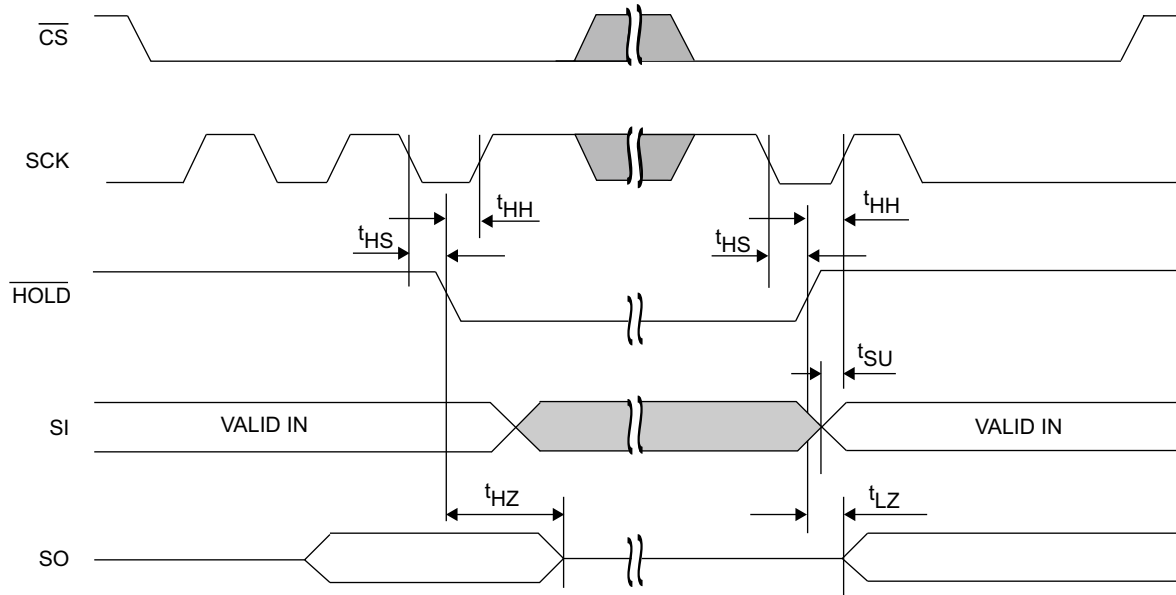 CS
SCK
tHH
tHH
tHS
tHS
HOLD
tSU
SI
VALID IN
VALID IN
tHZ
tLZ
SO